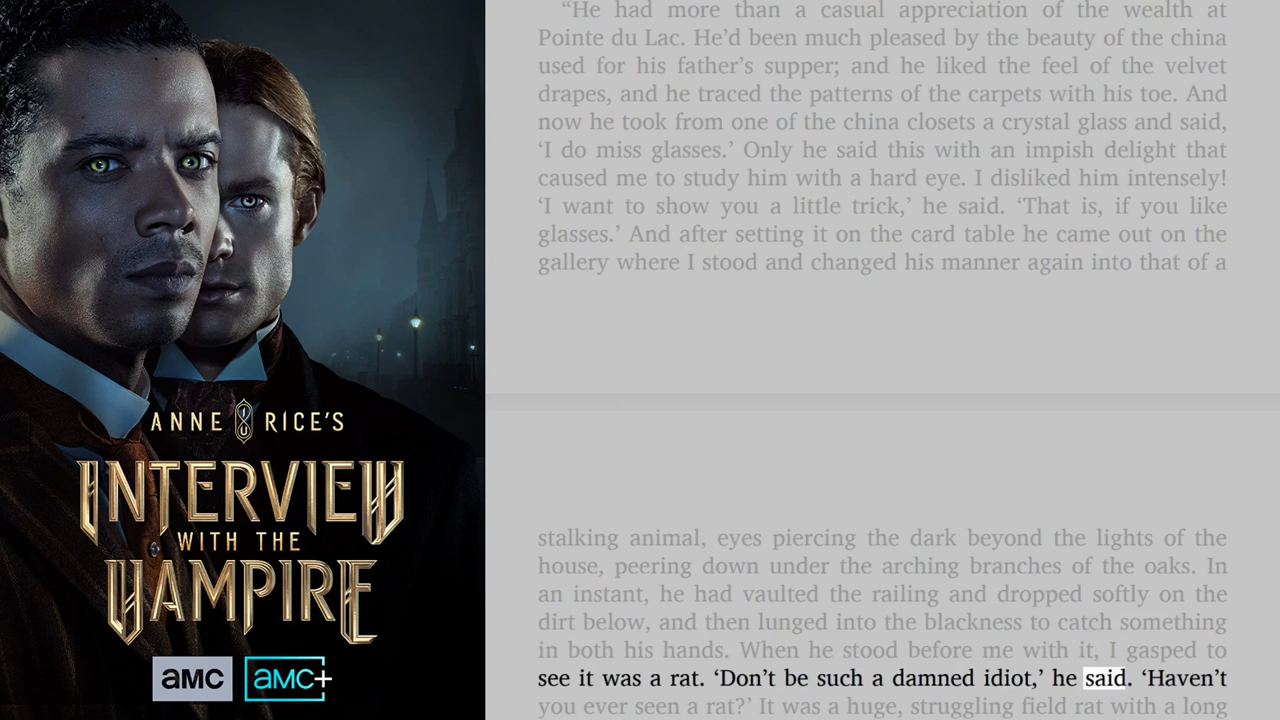 ANNE RICE'S
INTERVIEW
WITH THE
VAMPIRE
amc
amc+
“He had more than a casual appreciation of the wealth at
Pointe du Lac. He’d been much pleased by the beauty of the china
used for his father’s supper; and he liked the feel of the velvet
drapes, and he traced the patterns of the carpets with his toe. And
now he took from one of the china closets a crystal glass and said,
‘I do miss glasses.’ Only he said this with an impish delight that
caused me to study him with a hard eye. I disliked him intensely!
‘I want to show you a little trick,’ he said. ‘That is, if you like
glasses.’ And after setting it on the card table he came out on the
gallery where I stood and changed his manner again into that of a
stalking animal, eyes piercing the dark beyond the lights of the
house, peering down under the arching branches of the oaks. In
an instant, he had vaulted the railing and dropped softly on the
dirt below, and then lunged into the blackness to catch something
in both his hands. When he stood before me with it, I gasped to
see it was a rat. ‘Don’t be such a damned idiot,’ he said. ‘Haven’t
you ever seen a rat?’ It was a huge, struggling field rat with a long